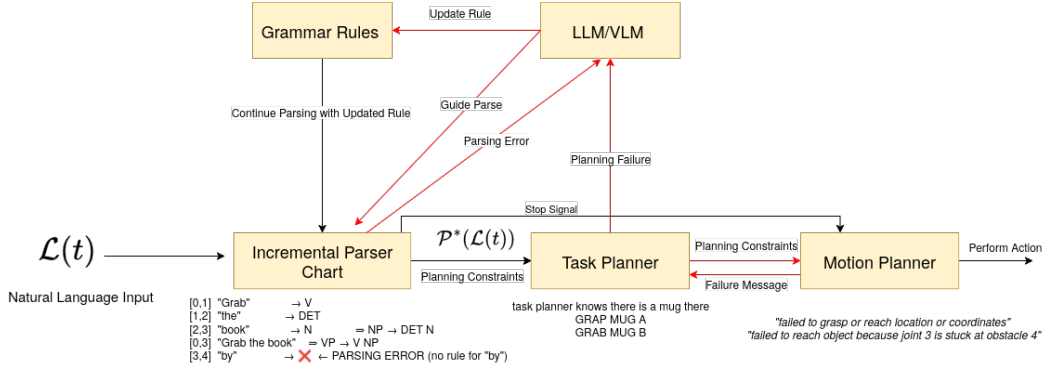 Update Rule
Grammar Rules
LLM/VLM
Guide Parse
Continue Parsing with Updated Rule
Parsing Error
Planning Failure
Stop Signal
ℒ(t)
Natural Language Input
Incremental Parser
Chart
𝒫*(ℒ(t))
Planning Constraints
Task Planner
Planning Constraints
Failure Message
Motion Planner
Perform Action
[0,1] "Grab" → V
[1,2] "the" → DET
[2,3] "book" → N ⇒ NP → DET N
[0,3] "Grab the book" ⇒ VP → V NP
[3,4] "by" → ❌ ← PARSING ERROR (no rule for "by")
task planner knows there is a mug there
GRAP MUG A
GRAB MUG B
"failed to grasp or reach location or coordinates"
"failed to reach object because joint 3 is stuck at obstacle 4"